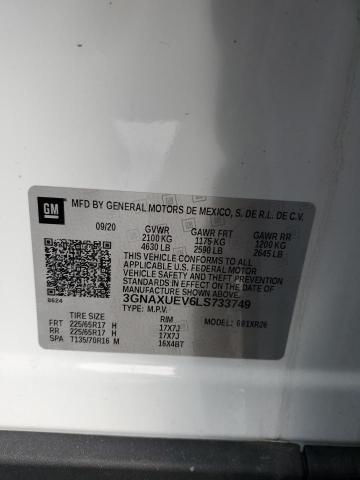 GM
MFD BY GENERAL MOTORS DE MEXICO, S. DE R.L. DE C.V.
09/20 GVWR GAWR FRT GAWR RR
2100 KG 1175 KG 1200 KG
4630 LB 2590 LB 2645 LB
THIS VEHICLE CONFORMS TO ALL APPLICABLE U.S. FEDERAL MOTOR VEHICLE SAFETY, BUMPER, AND THEFT PREVENTION STANDARDS IN EFFECT ON THE DATE OF MANUFACTURE SHOWN ABOVE.
8624
3GNAXUEV6LS733749
TYPE: M.P.V. MODEL: 681XR26
TIRE SIZE RIM
FRT 225/65R17 H 17X7J
RR 225/65R17 H 17X7J
SPA T135/70R16 M 16X4BT